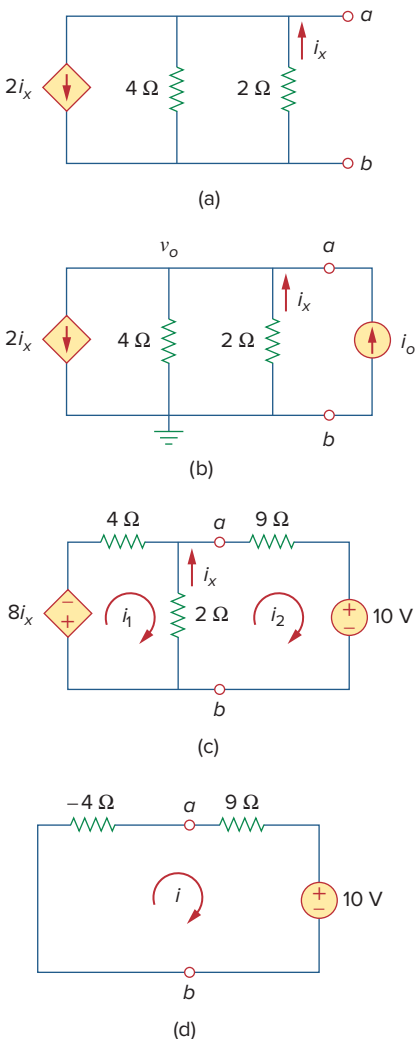 a
i_x
2i_x 4 Ω 2 Ω
b
(a)
v_o a
i_x
2i_x 4 Ω 2 Ω i_o
b
(b)
4 Ω a 9 Ω
i_x
8i_x − + i_1 2 Ω i_2 + − 10 V
b
(c)
−4 Ω a 9 Ω
i + − 10 V
b
(d)